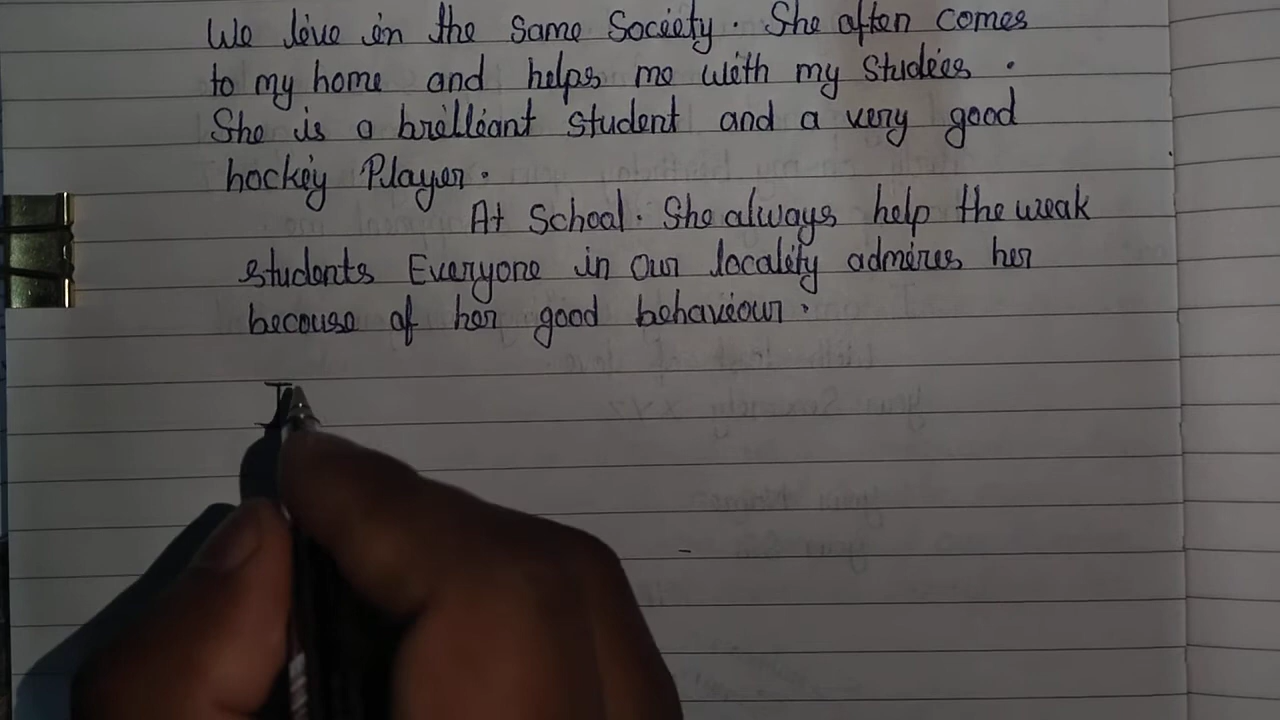 We live in the Same Society. She often comes
to my home and helps me with my studies.
She is a brilliant student and a very good
hockey Player.
At School. She always help the weak
students Everyone in our locality admires her
becouse of her good behaviour.